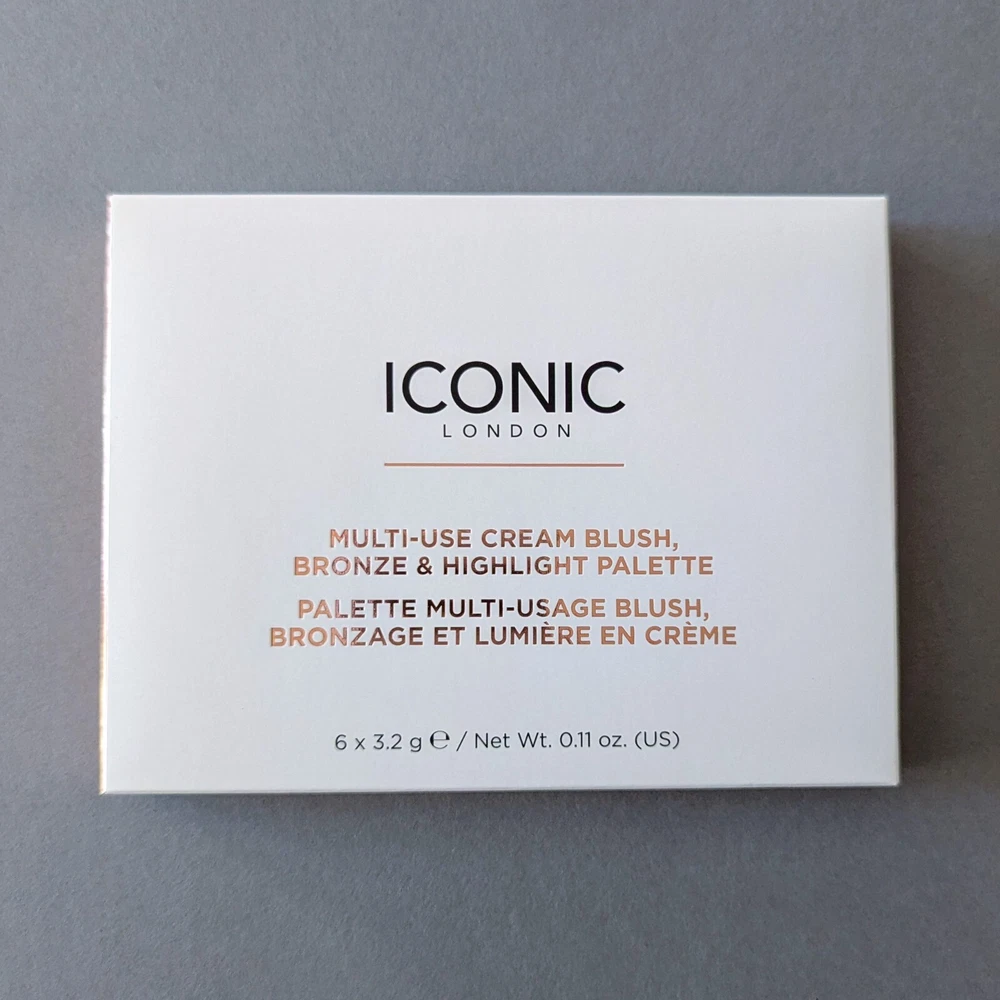 ICONIC
LONDON
MULTI-USE CREAM BLUSH,
BRONZE & HIGHLIGHT PALETTE
PALETTE MULTI-USAGE BLUSH,
BRONZAGE ET LUMIÈRE EN CRÈME
6 x 3.2 g ℮ / Net Wt. 0.11 oz. (US)